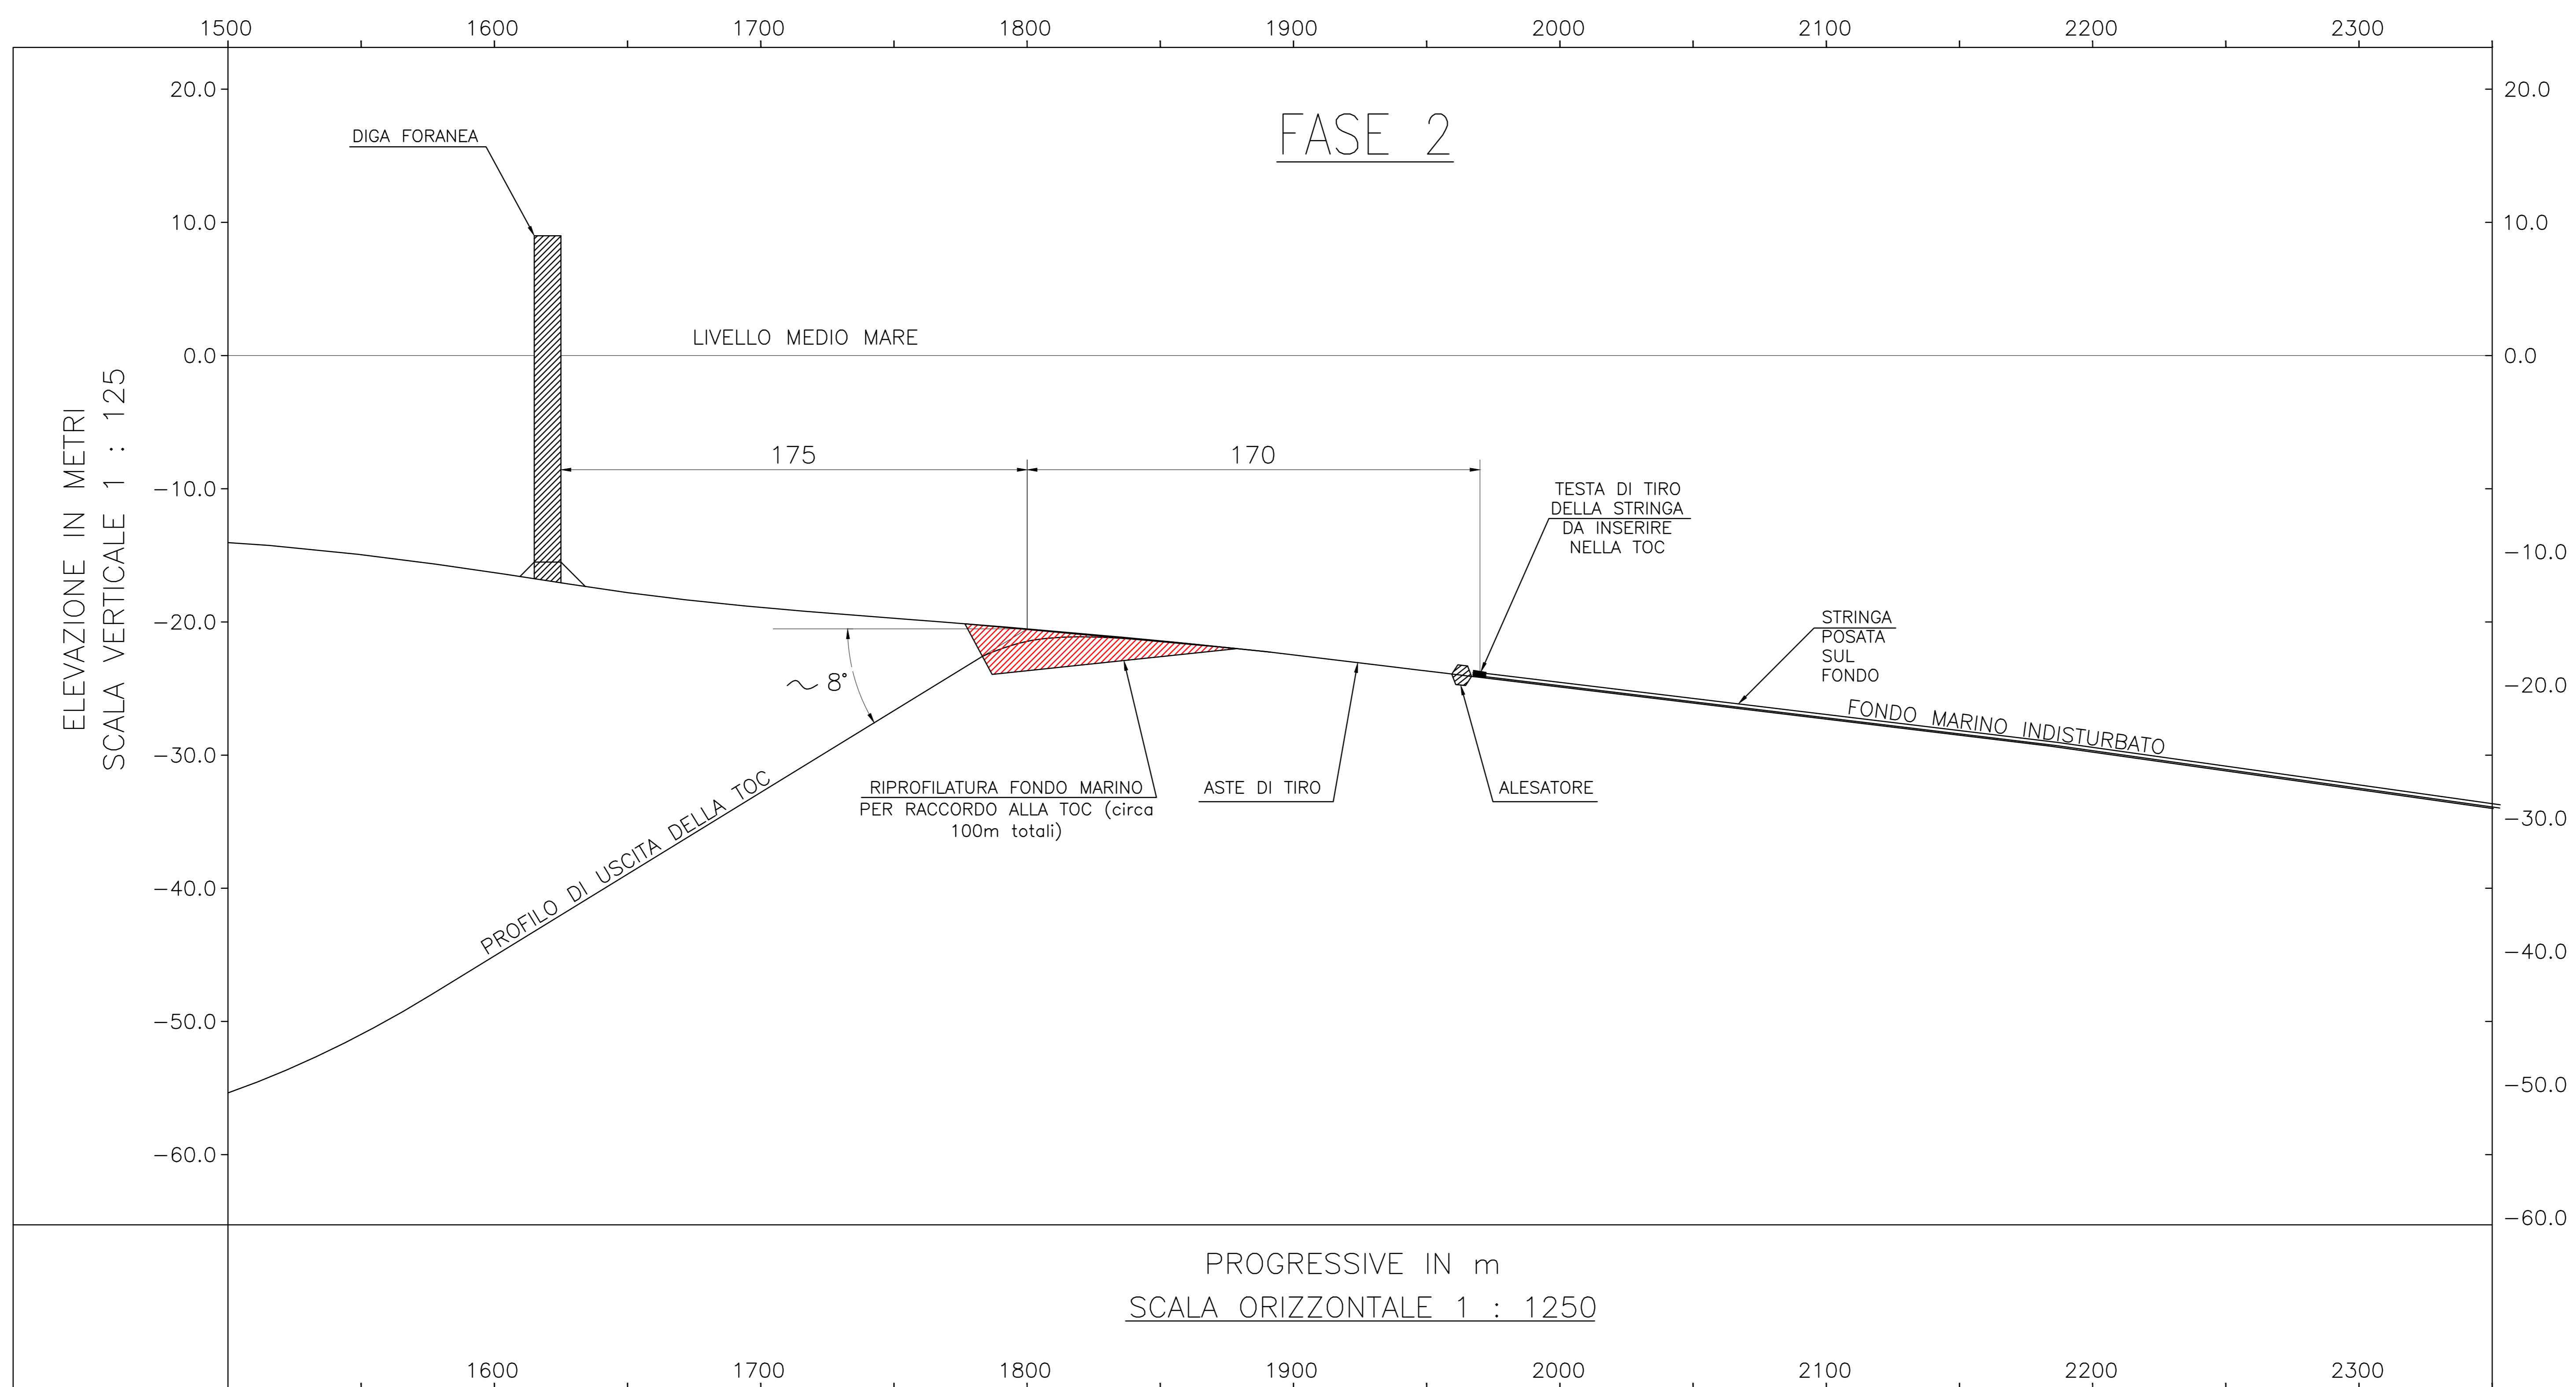 1500 1600 1700 1800 1900 2000 2100 2200 2300
FASE 2
20.0
10.0
0.0
-10.0
-20.0
-30.0
-40.0
-50.0
-60.0
ELEVAZIONE IN METRI
SCALA VERTICALE 1 : 125
DIGA FORANEA
LIVELLO MEDIO MARE
175
170
TESTA DI TIRO
DELLA STRINGA
DA INSERIRE
NELLA TOC
STRINGA
POSATA
SUL
FONDO
FONDO MARINO INDISTURBATO
~ 8°
PROFILO DI USCITA DELLA TOC
RIPROFILATURA FONDO MARINO
PER RACCORDO ALLA TOC (circa
100m totali)
ASTE DI TIRO
ALESATORE
20.0
10.0
0.0
-10.0
-20.0
-30.0
-40.0
-50.0
-60.0
PROGRESSIVE IN m
SCALA ORIZZONTALE 1 : 1250
1600 1700 1800 1900 2000 2100 2200 2300